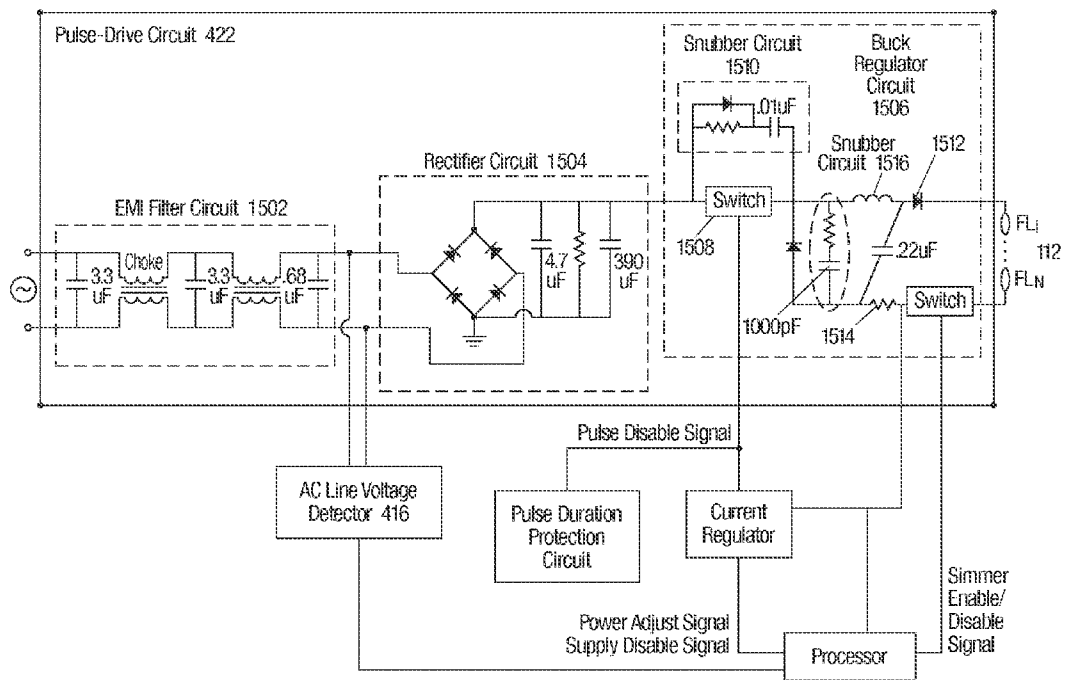 Pulse-Drive Circuit 422
Snubber Circuit
1510
Buck
Regulator
Circuit
1506
.01uF
Snubber
Circuit 1516
1512
Rectifier Circuit 1504
EMI Filter Circuit 1502
Switch
1508
Choke
3.3
uF
3.3
uF
.68
uF
4.7
uF
390
uF
.22uF
FLi
112
FLN
Switch
1000pF
1514
Pulse Disable Signal
AC Line Voltage
Detector 416
Pulse Duration
Protection
Circuit
Current
Regulator
Simmer
Enable/
Disable
Signal
Power Adjust Signal
Supply Disable Signal
Processor